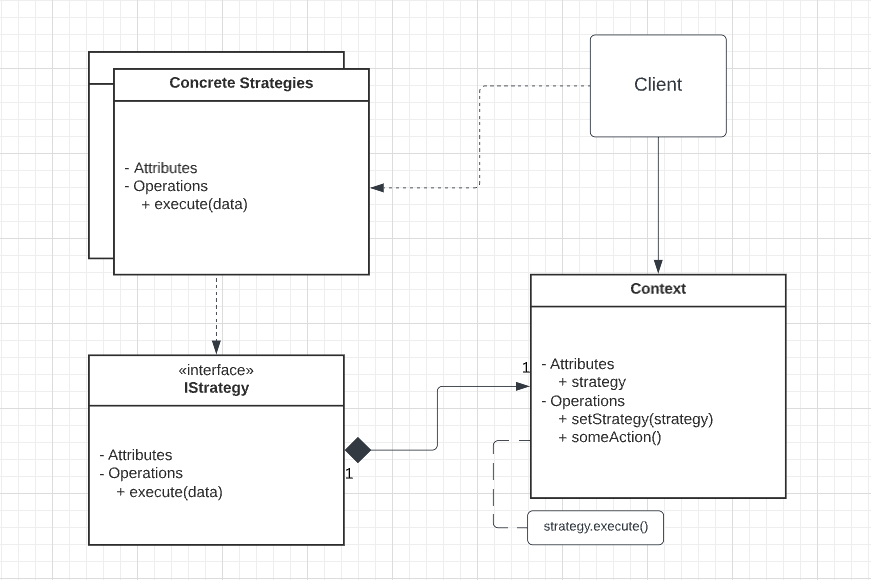 Concrete Strategies
- Attributes
- Operations
+ execute(data)
Client
Context
- Attributes
+ strategy
- Operations
+ setStrategy(strategy)
+ someAction()
1
«interface»
IStrategy
- Attributes
- Operations
+ execute(data)
1
strategy.execute()